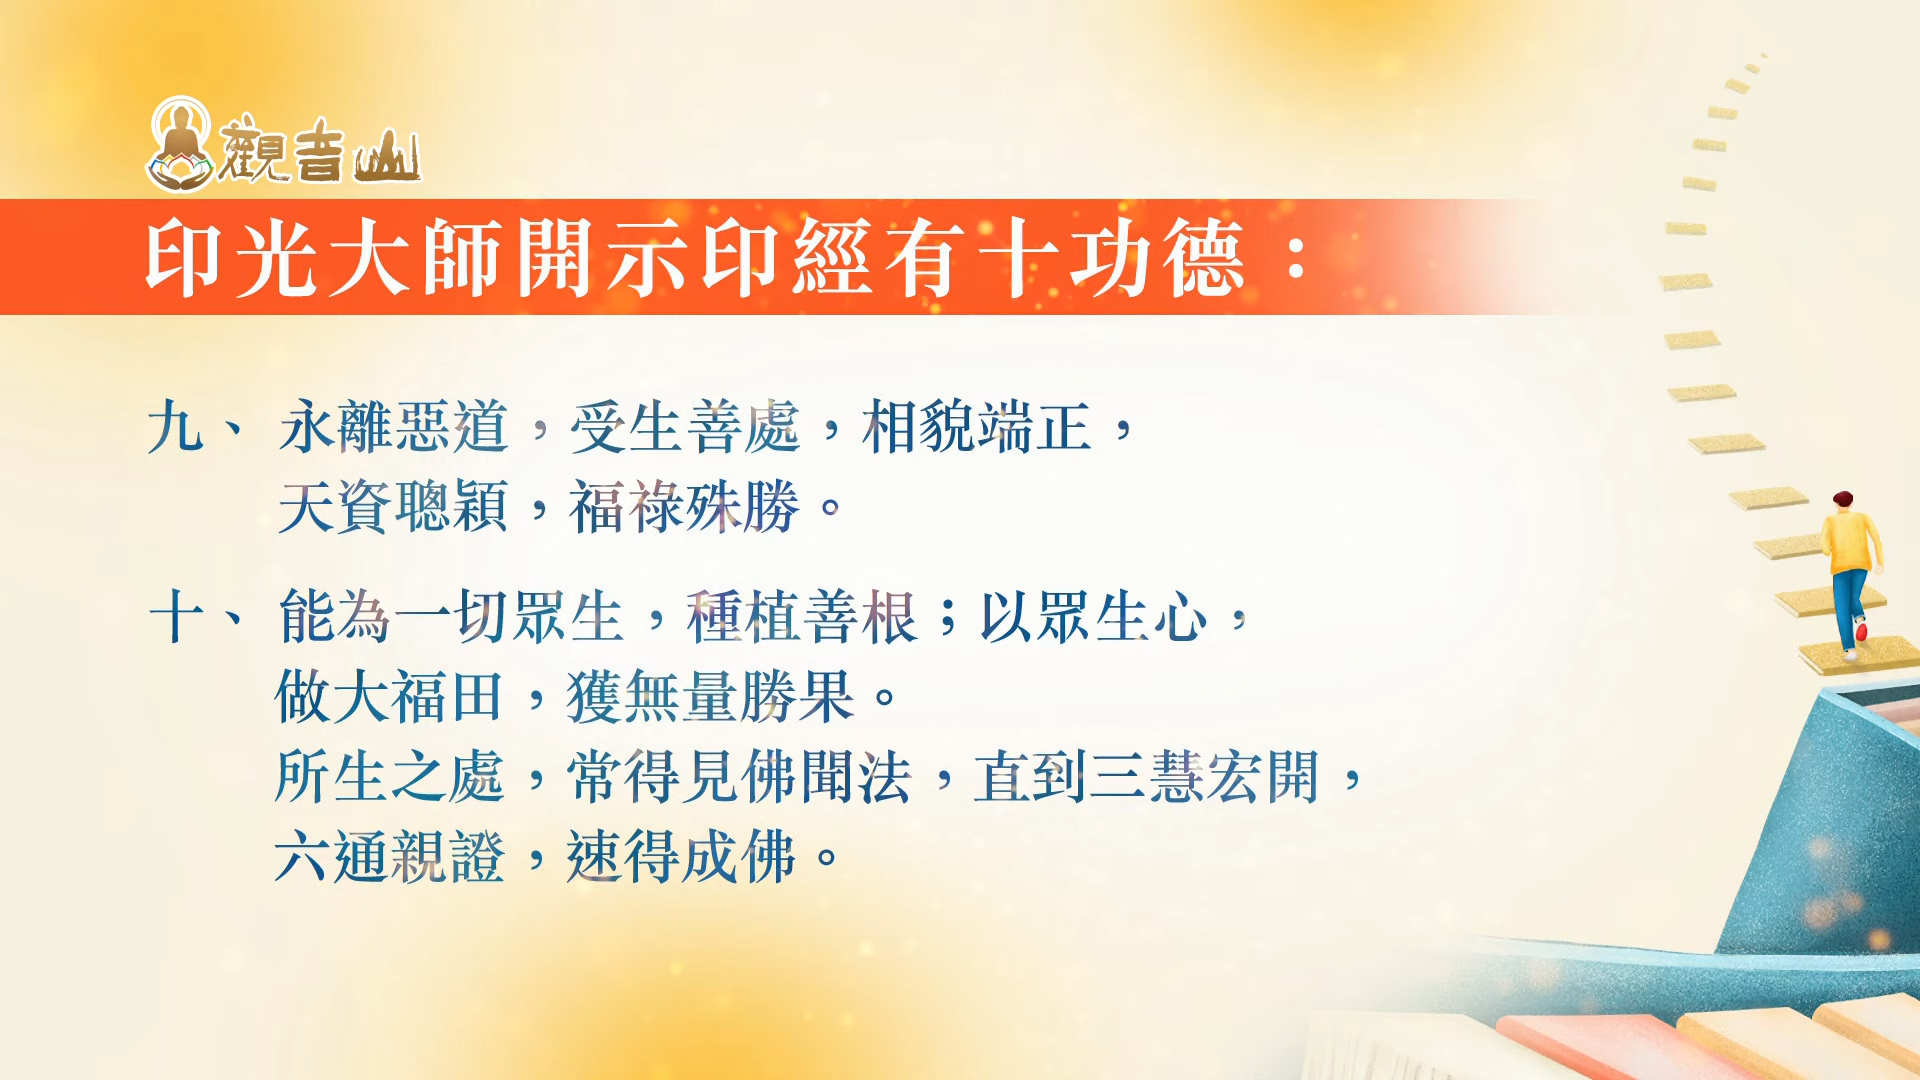 觀音山
印光大師開示印經有十功德：
九、永離惡道，受生善處，相貌端正，
天資聰穎，福祿殊勝。
十、能為一切眾生，種植善根；以眾生心，
做大福田，獲無量勝果。
所生之處，常得見佛聞法，直到三慧宏開，
六通親證，速得成佛。